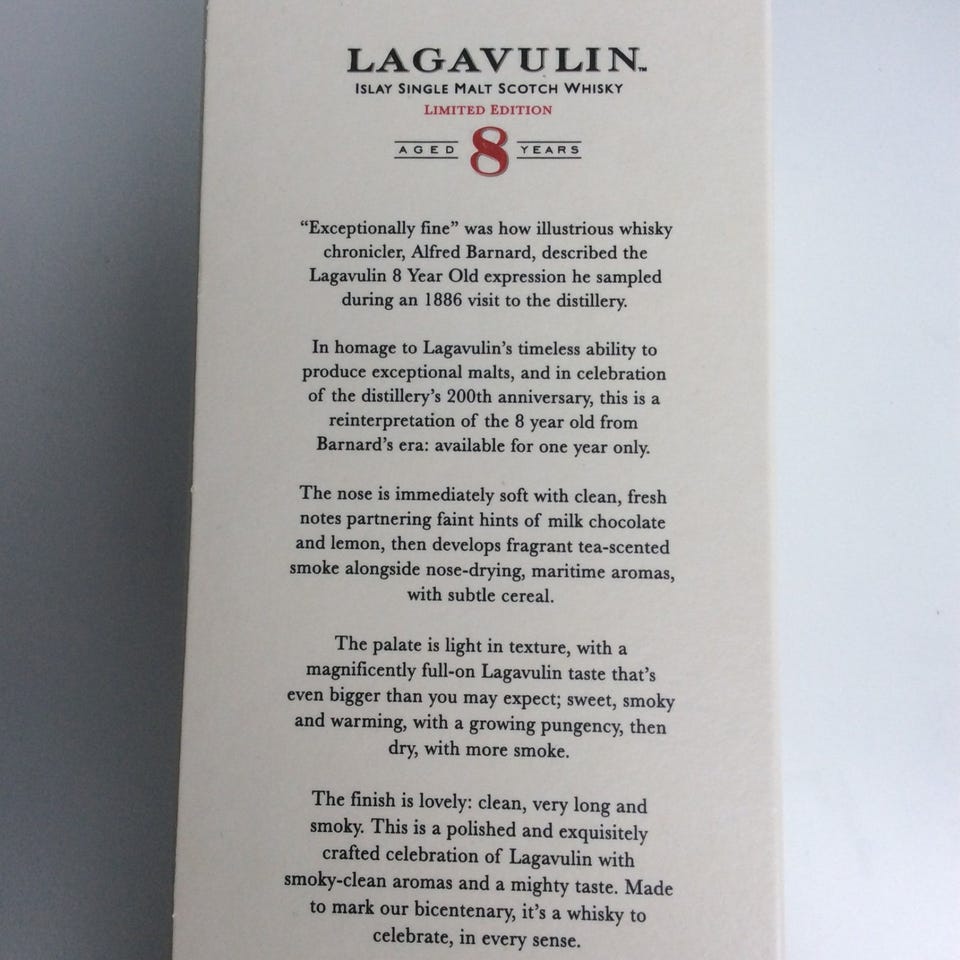 LAGAVULIN™
ISLAY SINGLE MALT SCOTCH WHISKY
LIMITED EDITION
AGED 8 YEARS
“Exceptionally fine” was how illustrious whisky
chronicler, Alfred Barnard, described the
Lagavulin 8 Year Old expression he sampled
during an 1886 visit to the distillery.
In homage to Lagavulin’s timeless ability to
produce exceptional malts, and in celebration
of the distillery’s 200th anniversary, this is a
reinterpretation of the 8 year old from
Barnard’s era: available for one year only.
The nose is immediately soft with clean, fresh
notes partnering faint hints of milk chocolate
and lemon, then develops fragrant tea-scented
smoke alongside nose-drying, maritime aromas,
with subtle cereal.
The palate is light in texture, with a
magnificently full-on Lagavulin taste that’s
even bigger than you may expect; sweet, smoky
and warming, with a growing pungency, then
dry, with more smoke.
The finish is lovely: clean, very long and
smoky. This is a polished and exquisitely
crafted celebration of Lagavulin with
smoky-clean aromas and a mighty taste. Made
to mark our bicentenary, it’s a whisky to
celebrate, in every sense.